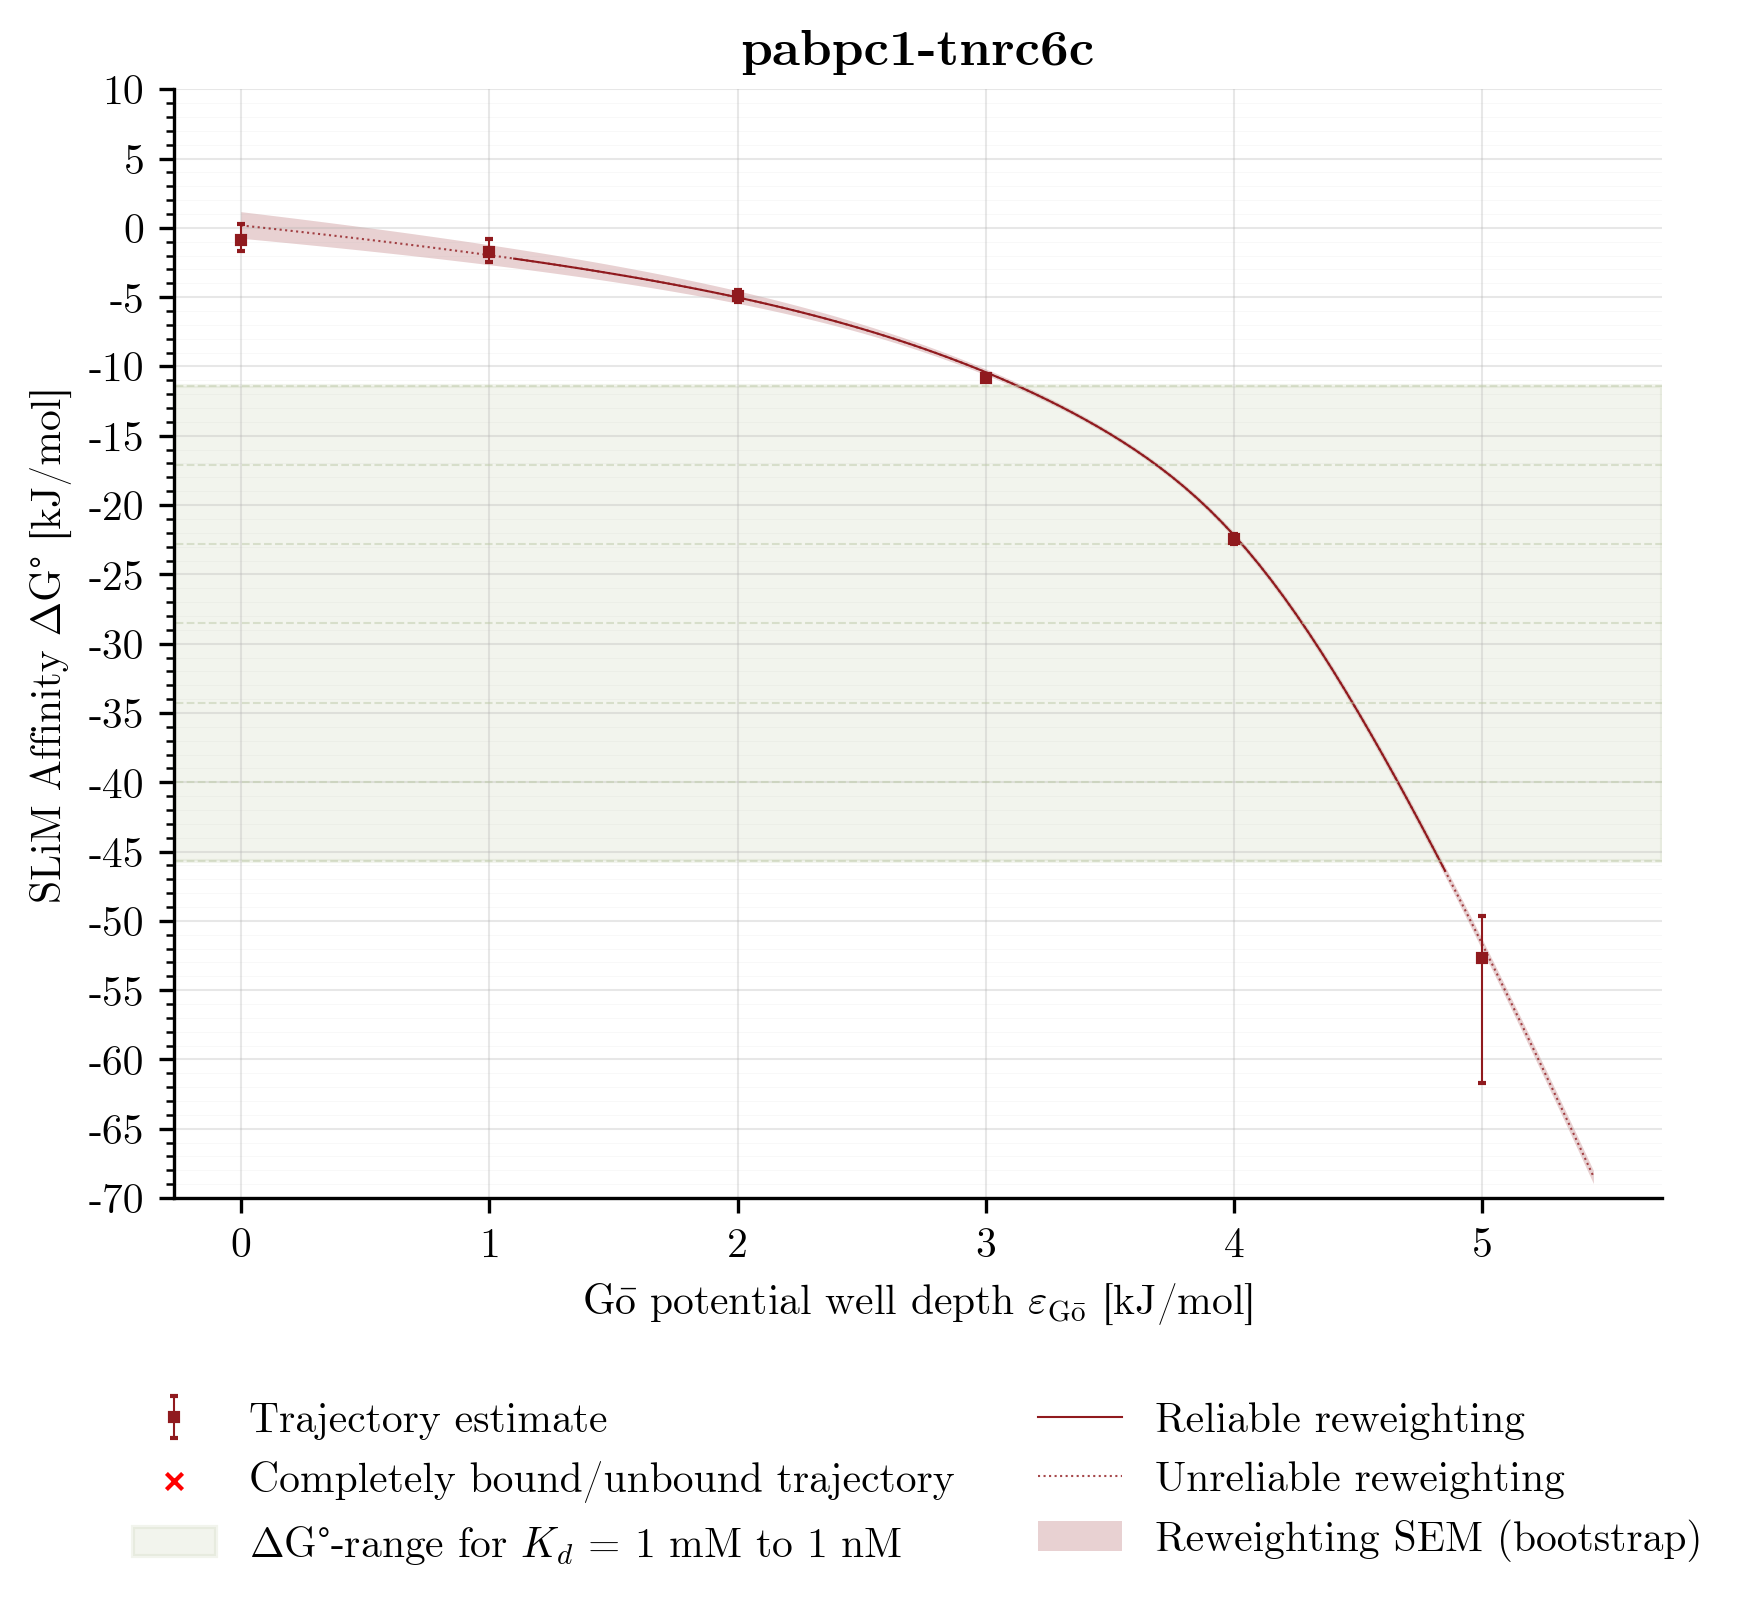 pabpc1-tnrc6c
10
5
0
-5
-10
-15
-20
-25
-30
-35
-40
-45
-50
-55
-60
-65
-70
SLiM Affinity ΔG° [kJ/mol]
0 1 2 3 4 5
Gō potential well depth ε_Gō [kJ/mol]
Trajectory estimate
Completely bound/unbound trajectory
ΔG°-range for K_d = 1 mM to 1 nM
Reliable reweighting
Unreliable reweighting
Reweighting SEM (bootstrap)